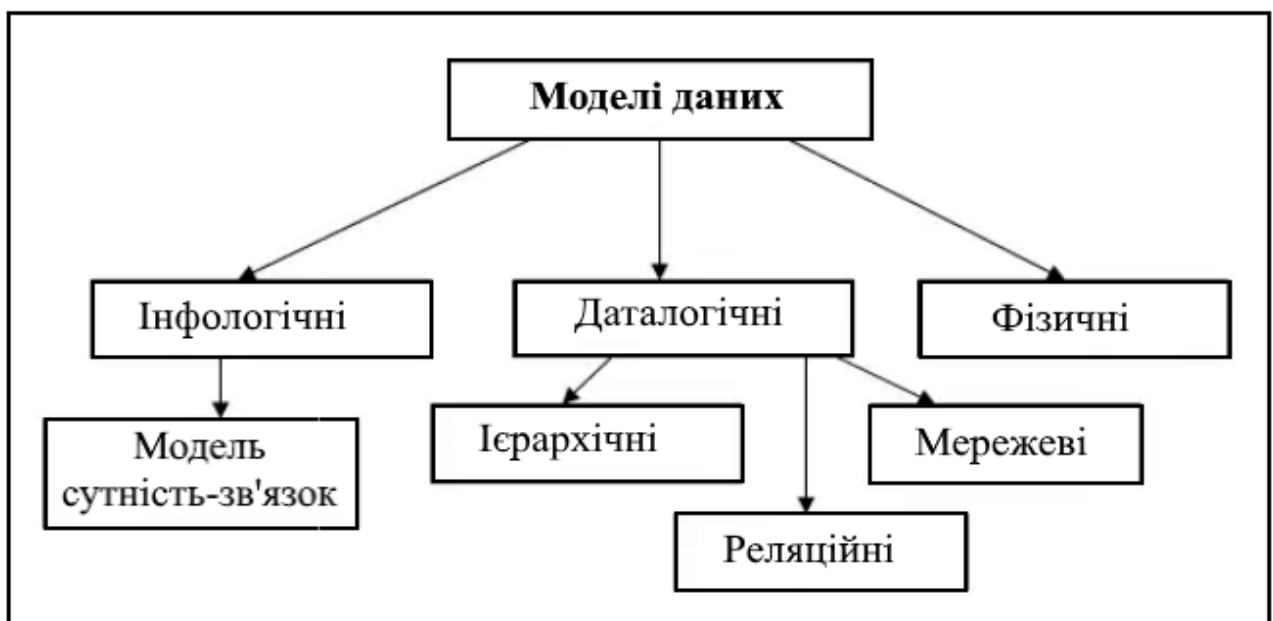 Моделі даних
Інфологічні
Даталогічні
Фізичні
Модель
сутність-зв'язок
Ієрархічні
Мережеві
Реляційні